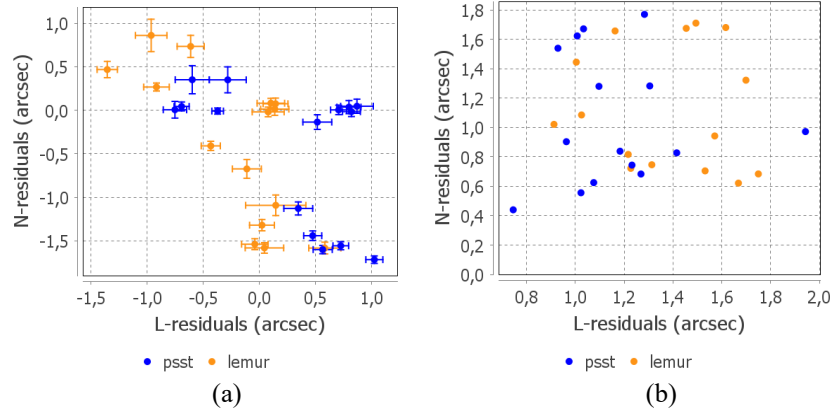 1,0
0,5
0,0
-0,5
-1,0
-1,5
N-residuals (arcsec)
-1,5 -1,0 -0,5 0,0 0,5 1,0
L-residuals (arcsec)
psst lemur
(a)
1,8
1,6
1,4
1,2
1,0
0,8
0,6
0,4
0,2
0,0
N-residuals (arcsec)
0,8 1,0 1,2 1,4 1,6 1,8 2,0
L-residuals (arcsec)
psst lemur
(b)